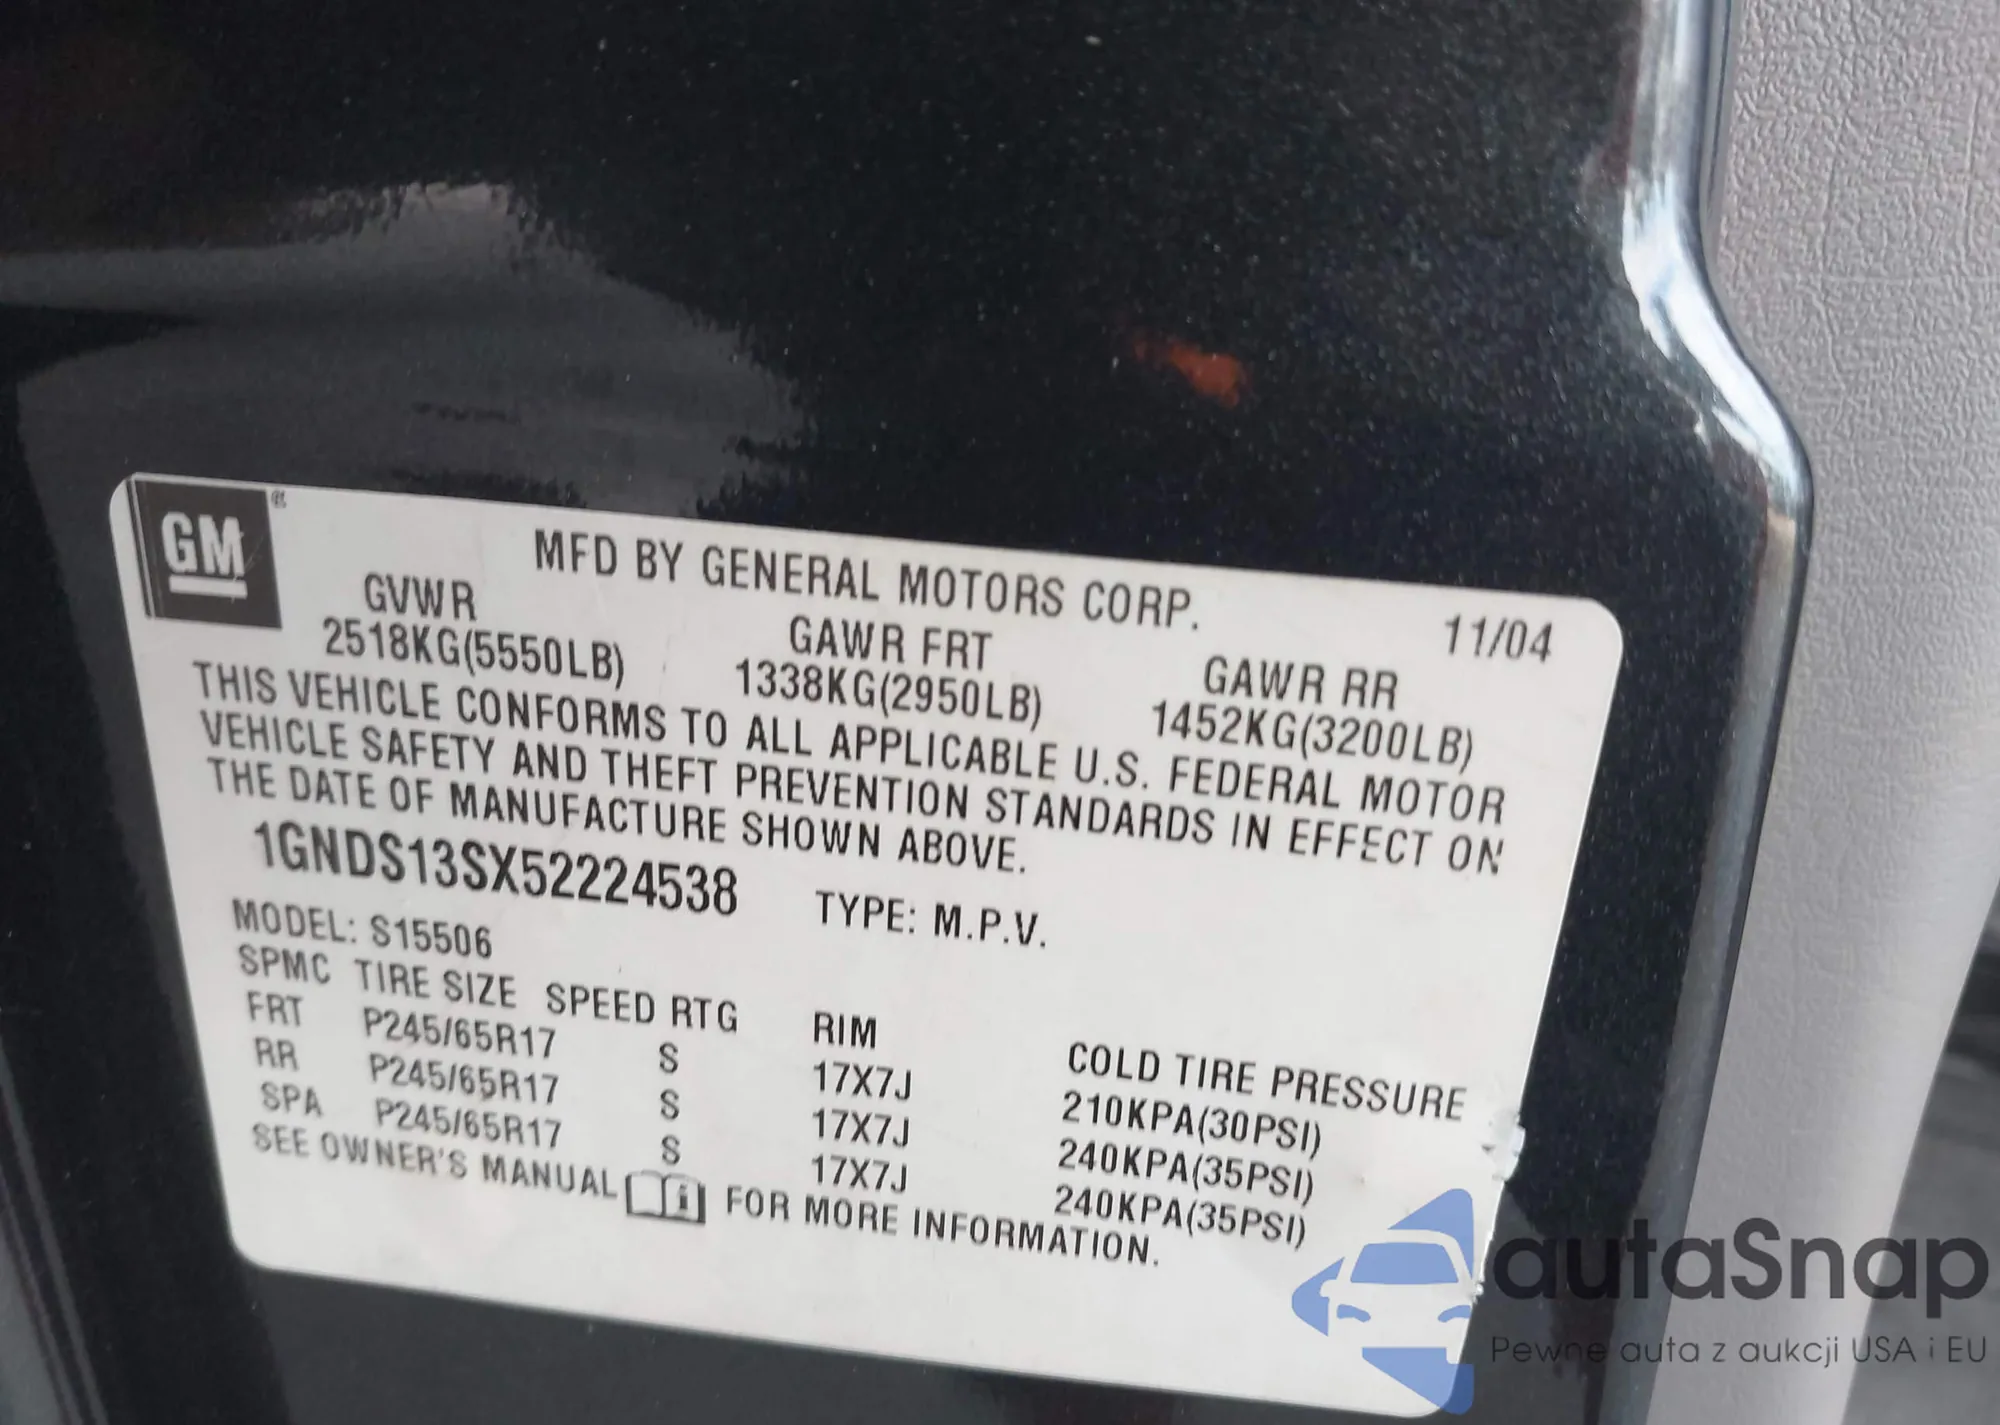 GM
MFD BY GENERAL MOTORS CORP. 11/04
GVWR GAWR FRT GAWR RR
2518KG(5550LB) 1338KG(2950LB) 1452KG(3200LB)
THIS VEHICLE CONFORMS TO ALL APPLICABLE U.S. FEDERAL MOTOR
VEHICLE SAFETY AND THEFT PREVENTION STANDARDS IN EFFECT ON
THE DATE OF MANUFACTURE SHOWN ABOVE.
1GNDS13SX52224538 TYPE: M.P.V.
MODEL: S15506
SPMC TIRE SIZE SPEED RTG RIM COLD TIRE PRESSURE
FRT P245/65R17 S 17X7J 210KPA(30PSI)
RR P245/65R17 S 17X7J 240KPA(35PSI)
SPA P245/65R17 S 17X7J 240KPA(35PSI)
SEE OWNER'S MANUAL FOR MORE INFORMATION.
autaSnap
Pewne auta z aukcji USA i EU